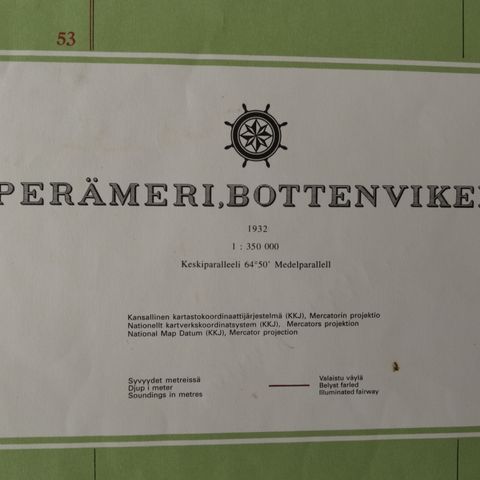 53
PERÄMERI, BOTTENVIKE
1932
1 : 350 000
Keskiparalleeli 64°50' Medelparallell
Kansallinen kartastokoordinaattijärjestelmä (KKJ), Mercatorin projektio
Nationellt kartverkskoordinatsystem (KKJ), Mercators projektion
National Map Datum (KKJ), Mercator projection
Syvyydet metreissä
Djup i meter
Soundings in metres
Valaistu väylä
Belyst farled
Illuminated fairway